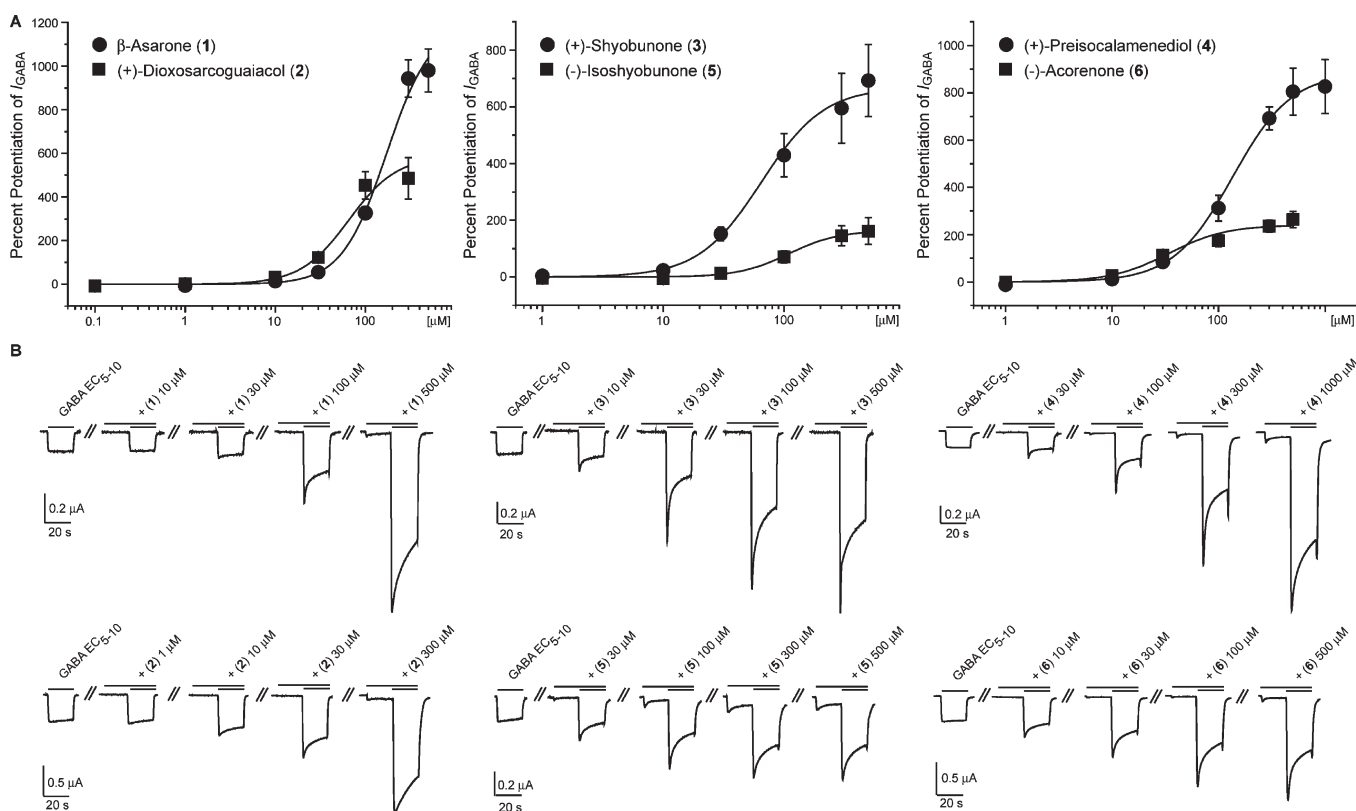 A
β-Asarone (1)
(+)-Dioxosarcoguaiacol (2)
Percent Potentiation of IGABA
1200
1000
800
600
400
200
0
0.1
1
10
100
[μM]
(+)-Shyobunone (3)
(-)-Isoshyobunone (5)
Percent Potentiation of IGABA
800
600
400
200
0
1
10
100
[μM]
(+)-Preisocalamenediol (4)
(-)-Acorenone (6)
Percent Potentiation of IGABA
1000
800
600
400
200
0
1
10
100
[μM]
B
GABA EC5-10
+ (1) 10 μM
+ (1) 30 μM
+ (1) 100 μM
+ (1) 500 μM
0.2 μA
20 s
GABA EC5-10
+ (3) 10 μM
+ (3) 30 μM
+ (3) 100 μM
+ (3) 500 μM
0.2 μA
20 s
GABA EC5-10
+ (4) 30 μM
+ (4) 100 μM
+ (4) 300 μM
+ (4) 1000 μM
0.2 μA
20 s
GABA EC5-10
+ (2) 1 μM
+ (2) 10 μM
+ (2) 30 μM
+ (2) 300 μM
0.5 μA
20 s
GABA EC5-10
+ (5) 30 μM
+ (5) 100 μM
+ (5) 300 μM
+ (5) 500 μM
0.2 μA
20 s
GABA EC5-10
+ (6) 10 μM
+ (6) 30 μM
+ (6) 100 μM
+ (6) 500 μM
0.5 μA
20 s